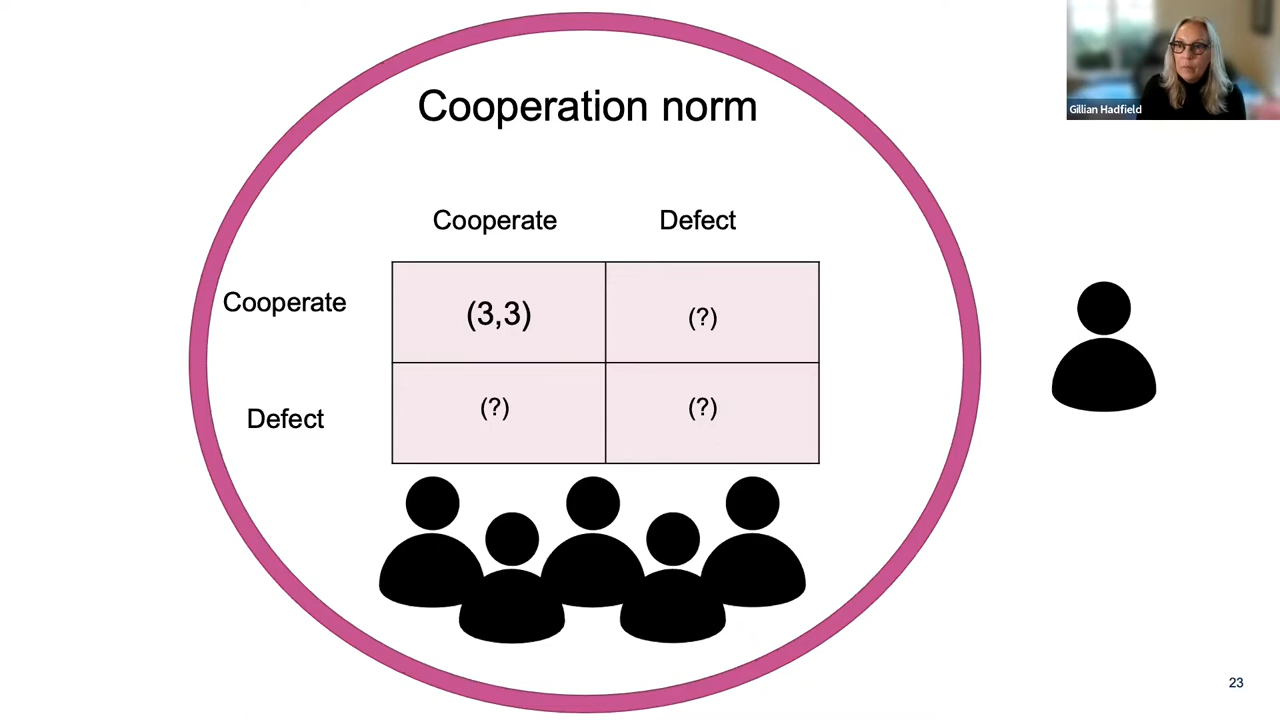 Gillian Hadfield
Cooperation norm
Cooperate Defect
Cooperate (3,3) (?)
Defect (?) (?)
23